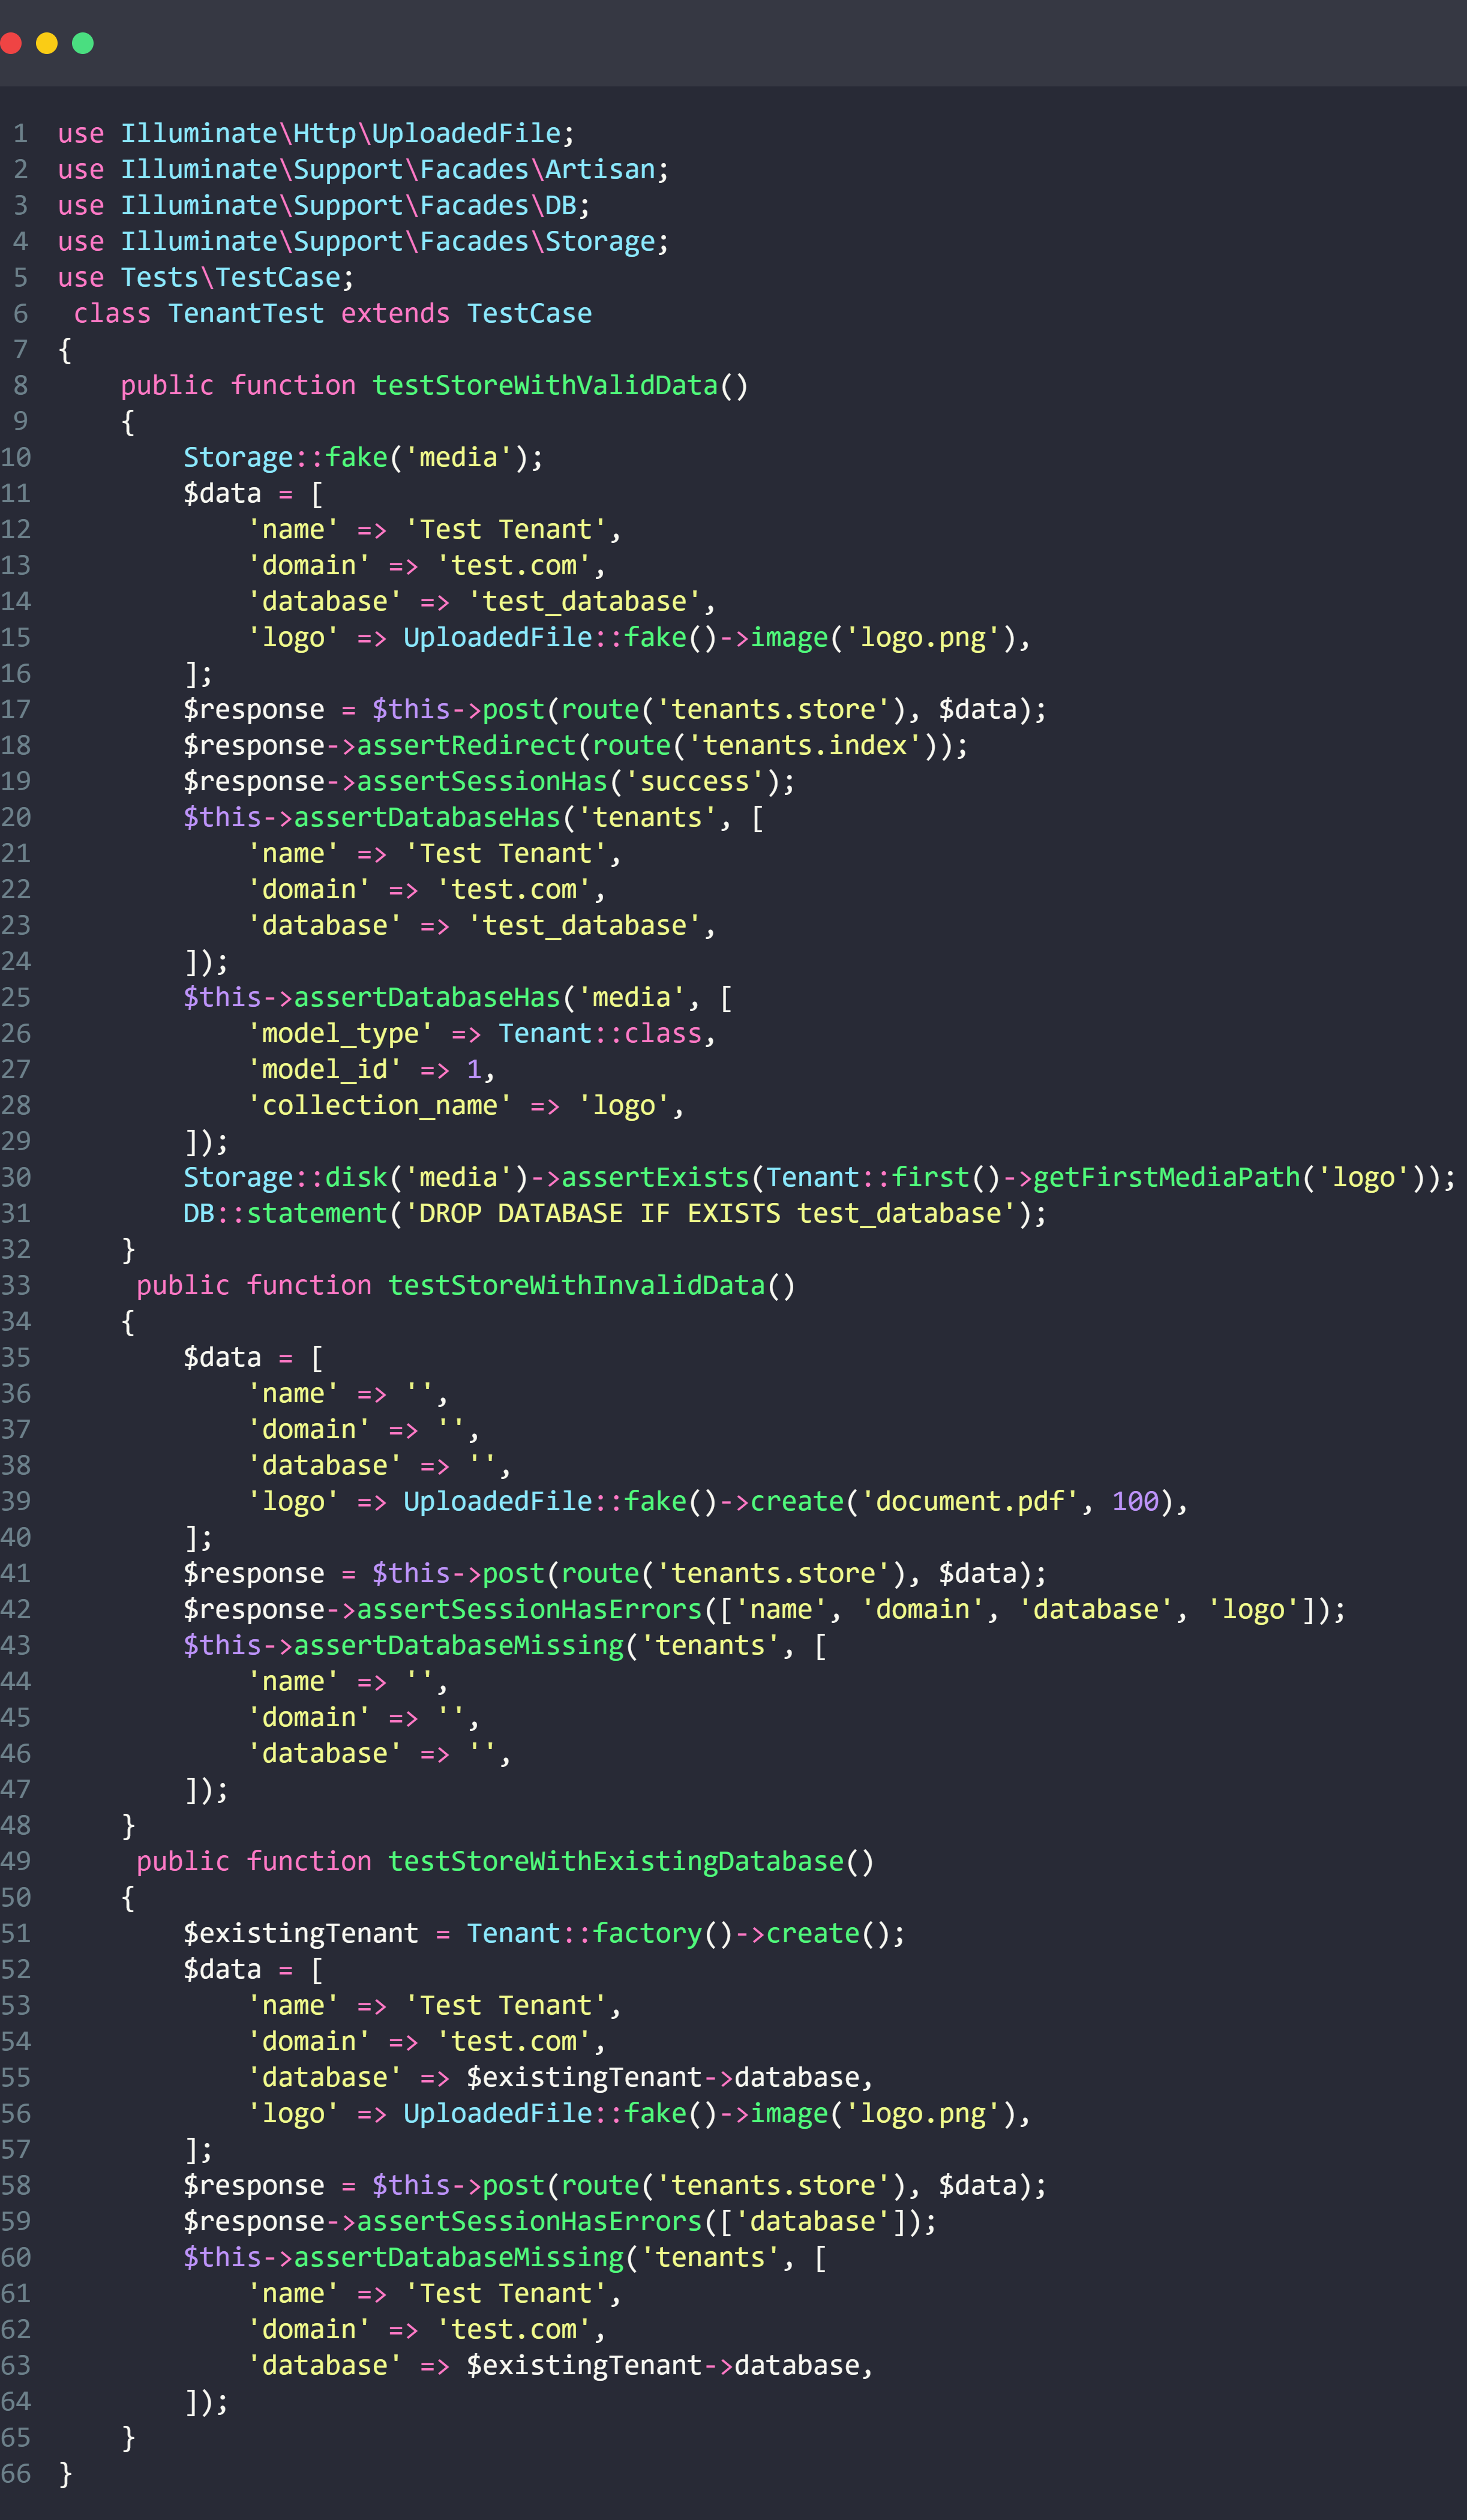 1 use Illuminate\Http\UploadedFile;
2 use Illuminate\Support\Facades\Artisan;
3 use Illuminate\Support\Facades\DB;
4 use Illuminate\Support\Facades\Storage;
5 use Tests\TestCase;
6  class TenantTest extends TestCase
7 {
8     public function testStoreWithValidData()
9     {
10         Storage::fake('media');
11         $data = [
12             'name' => 'Test Tenant',
13             'domain' => 'test.com',
14             'database' => 'test_database',
15             'logo' => UploadedFile::fake()->image('logo.png'),
16         ];
17         $response = $this->post(route('tenants.store'), $data);
18         $response->assertRedirect(route('tenants.index'));
19         $response->assertSessionHas('success');
20         $this->assertDatabaseHas('tenants', [
21             'name' => 'Test Tenant',
22             'domain' => 'test.com',
23             'database' => 'test_database',
24         ]);
25         $this->assertDatabaseHas('media', [
26             'model_type' => Tenant::class,
27             'model_id' => 1,
28             'collection_name' => 'logo',
29         ]);
30         Storage::disk('media')->assertExists(Tenant::first()->getFirstMediaPath('logo'));
31         DB::statement('DROP DATABASE IF EXISTS test_database');
32     }
33      public function testStoreWithInvalidData()
34     {
35         $data = [
36             'name' => '',
37             'domain' => '',
38             'database' => '',
39             'logo' => UploadedFile::fake()->create('document.pdf', 100),
40         ];
41         $response = $this->post(route('tenants.store'), $data);
42         $response->assertSessionHasErrors(['name', 'domain', 'database', 'logo']);
43         $this->assertDatabaseMissing('tenants', [
44             'name' => '',
45             'domain' => '',
46             'database' => '',
47         ]);
48     }
49      public function testStoreWithExistingDatabase()
50     {
51         $existingTenant = Tenant::factory()->create();
52         $data = [
53             'name' => 'Test Tenant',
54             'domain' => 'test.com',
55             'database' => $existingTenant->database,
56             'logo' => UploadedFile::fake()->image('logo.png'),
57         ];
58         $response = $this->post(route('tenants.store'), $data);
59         $response->assertSessionHasErrors(['database']);
60         $this->assertDatabaseMissing('tenants', [
61             'name' => 'Test Tenant',
62             'domain' => 'test.com',
63             'database' => $existingTenant->database,
64         ]);
65     }
66 }